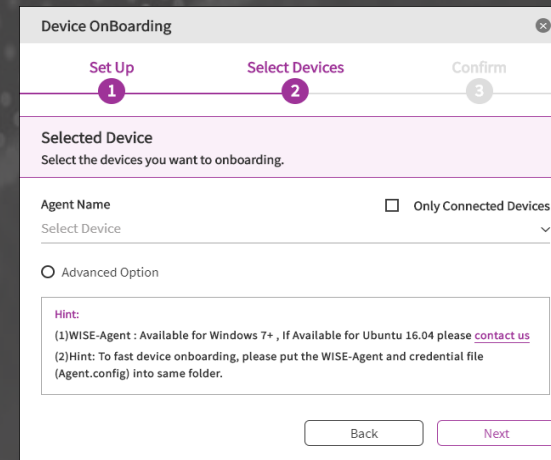 Device OnBoarding
Set Up
Select Devices
Confirm
1
2
3
Selected Device
Select the devices you want to onboarding.
Agent Name
Only Connected Devices
Select Device
Advanced Option
Hint:
(1)WISE-Agent : Available for Windows 7+ , If Available for Ubuntu 16.04 please contact us
(2)Hint: To fast device onboarding, please put the WISE-Agent and credential file
(Agent.config) into same folder.
Back
Next